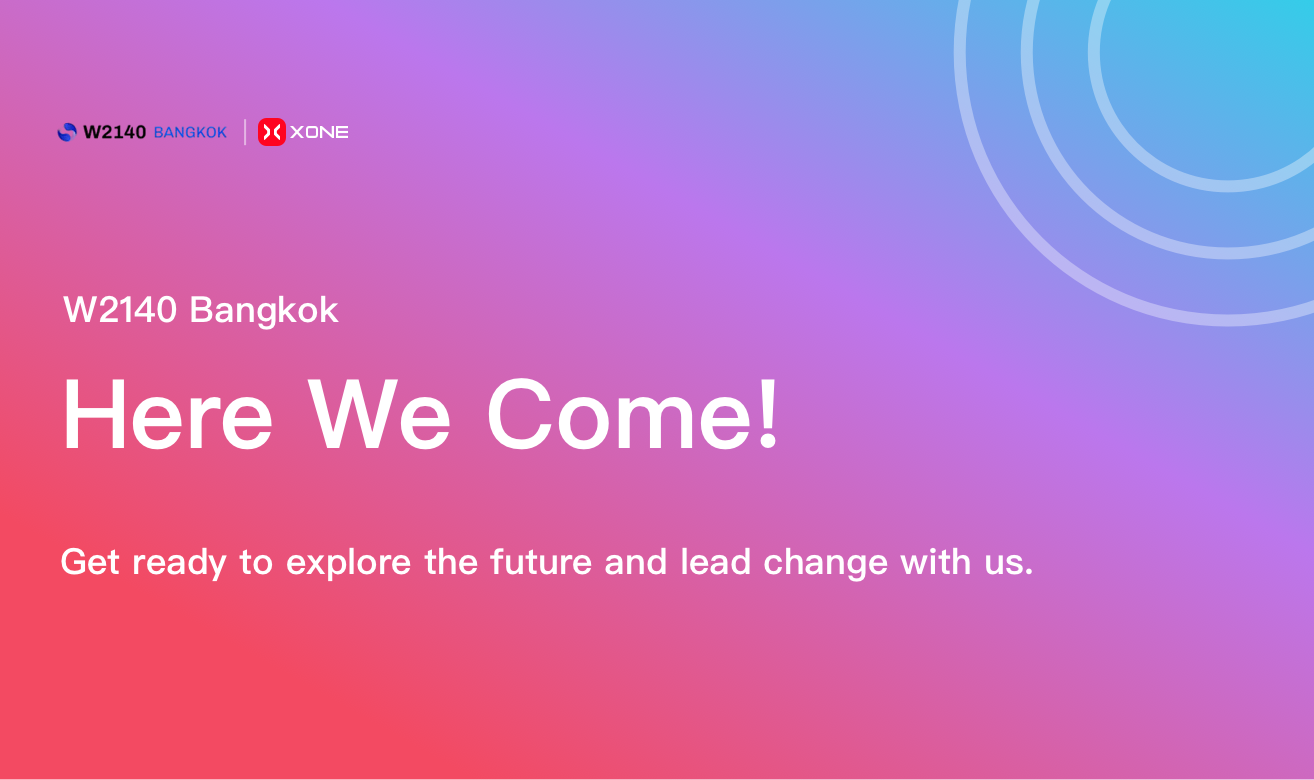 W2140 BANGKOK | XONE
W2140 Bangkok
Here We Come!
Get ready to explore the future and lead change with us.